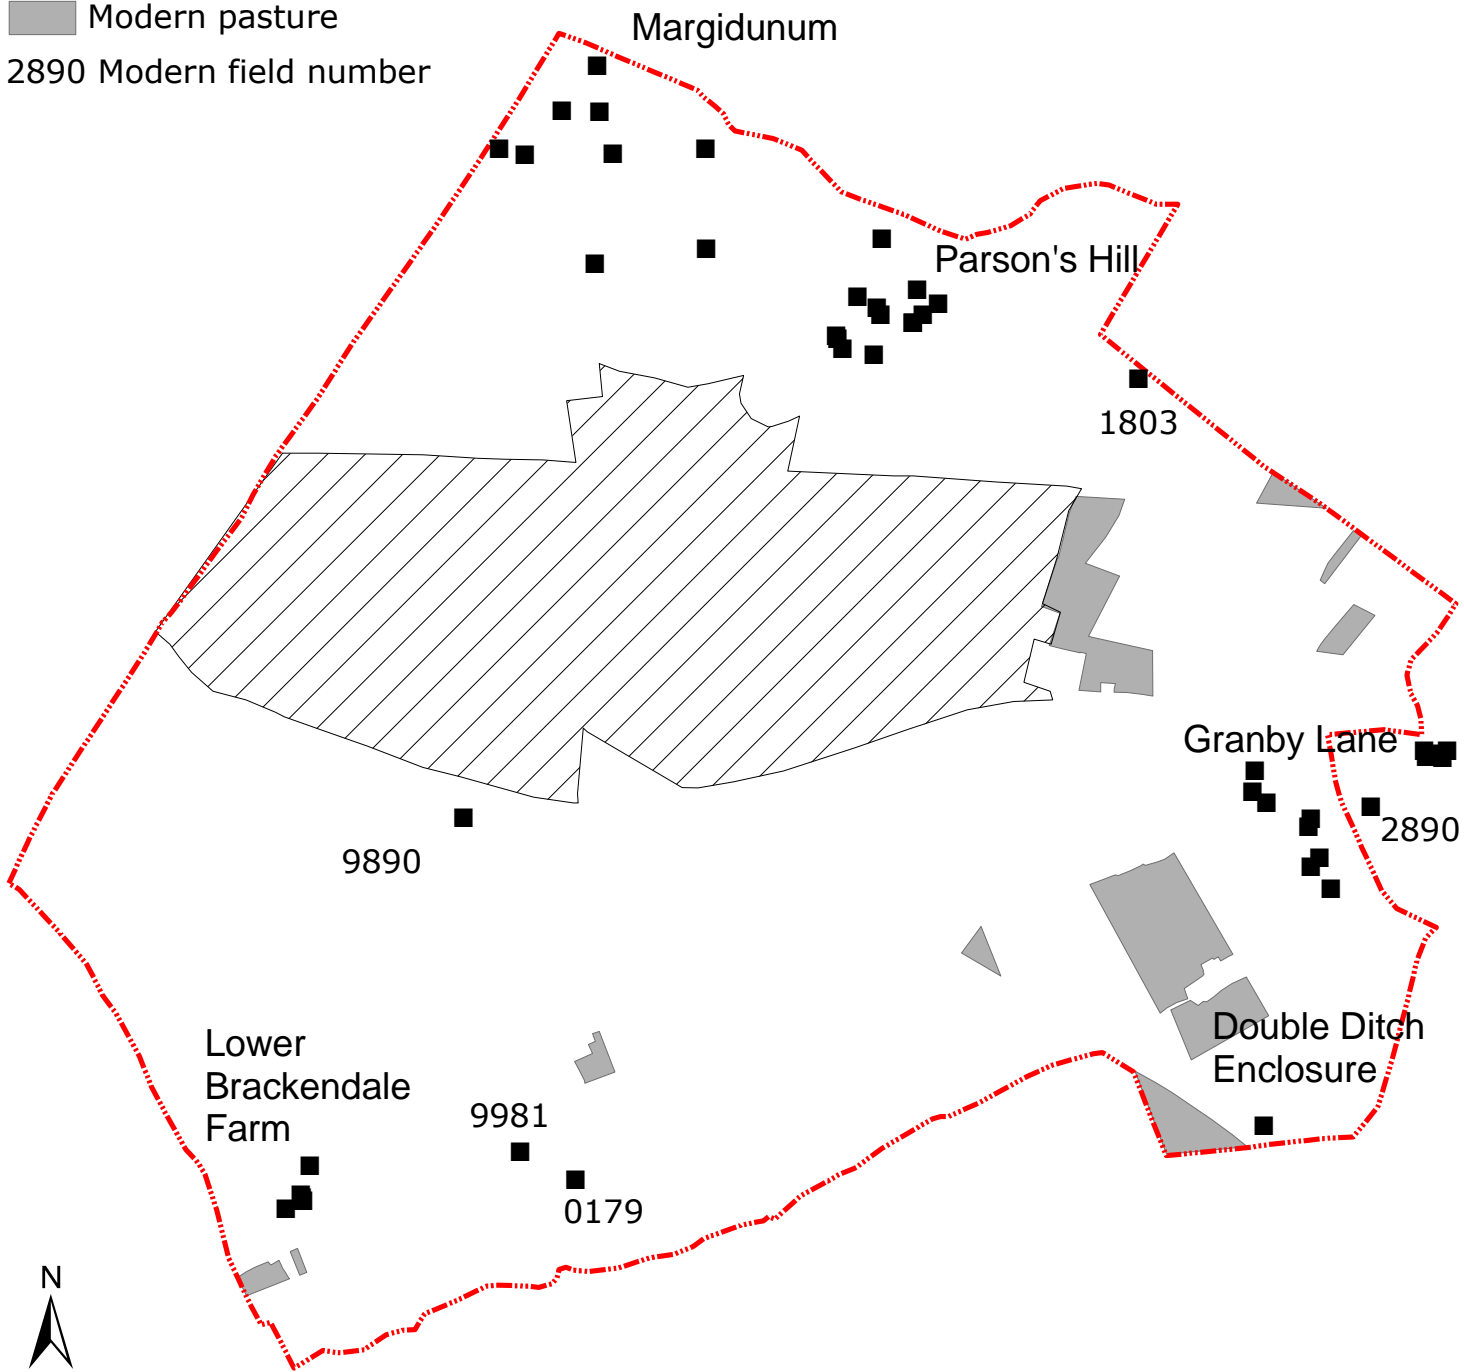 Modern pasture
2890 Modern field number
Margidunum
Parson's Hill
1803
Granby Lane
2890
9890
Double Ditch
Enclosure
Lower
Brackendale
Farm
9981
0179
N